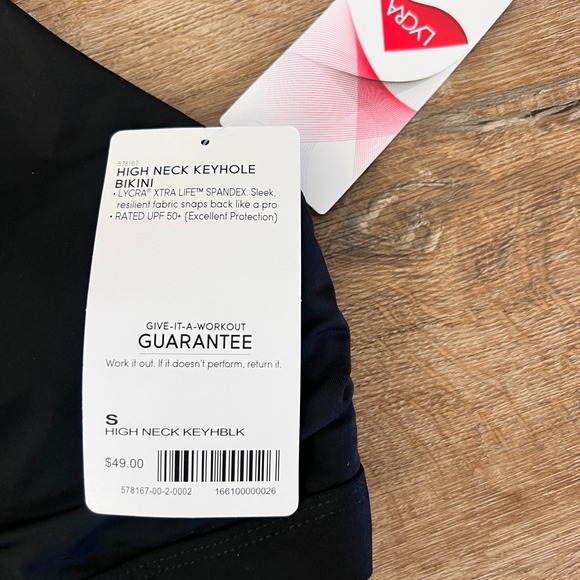 LYCRA
578167
HIGH NECK KEYHOLE
BIKINI
• LYCRA® XTRA LIFE™ SPANDEX. Sleek,
resilient fabric snaps back like a pro
• RATED UPF 50+ (Excellent Protection)
GIVE-IT-A-WORKOUT
GUARANTEE
Work it out. If it doesn't perform, return it.
S
HIGH NECK KEYHBLK
$49.00
578167-00-2-0002 166100000026